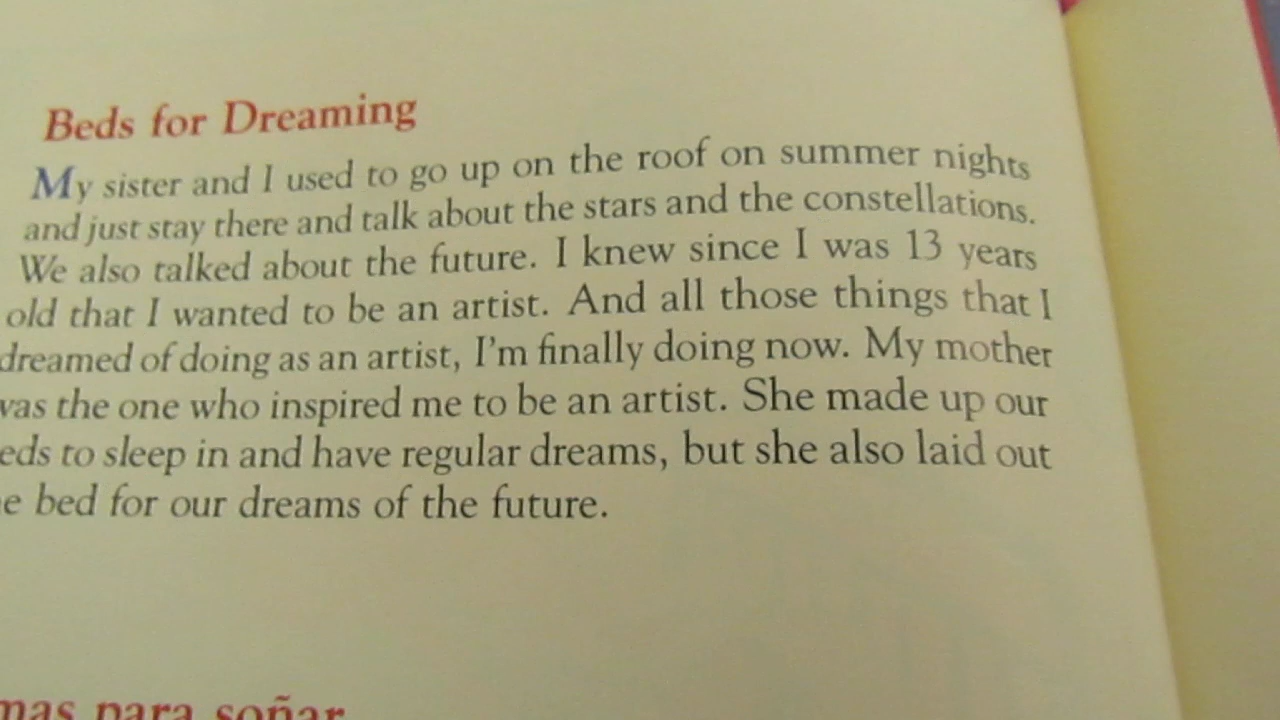 Beds for Dreaming
My sister and I used to go up on the roof on summer nights
and just stay there and talk about the stars and the constellations.
We also talked about the future. I knew since I was 13 years
old that I wanted to be an artist. And all those things that I
dreamed of doing as an artist, I'm finally doing now. My mother
was the one who inspired me to be an artist. She made up our
eds to sleep in and have regular dreams, but she also laid out
e bed for our dreams of the future.
mas para soñar